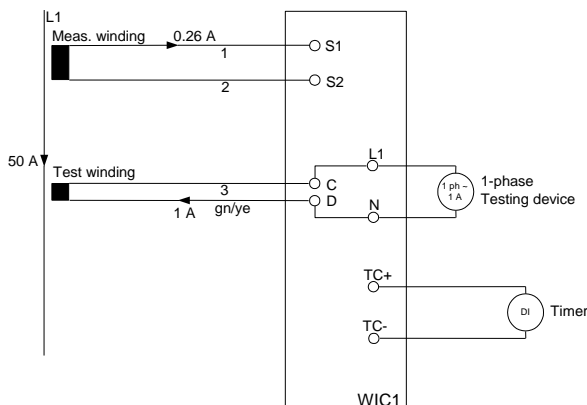 L1
Meas. winding
0.26 A
1
S1
2
S2
50 A
Test winding
3
C
1 A
gn/ye
D
L1
N
1 ph ~
1 A
1-phase
Testing device
TC+
TC-
DI
Timer
WIC1